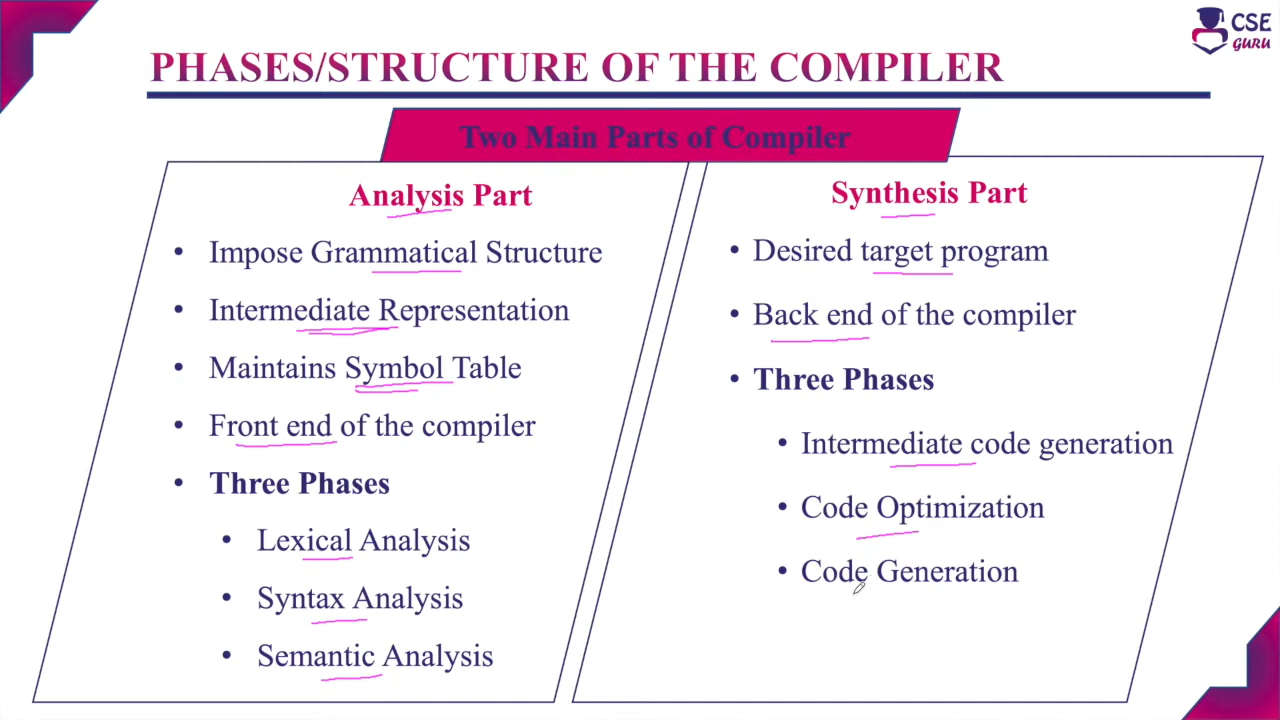 CSE
GURU
PHASES/STRUCTURE OF THE COMPILER
Two Main Parts of Compiler
Analysis Part
• Impose Grammatical Structure
• Intermediate Representation
• Maintains Symbol Table
• Front end of the compiler
• Three Phases
• Lexical Analysis
• Syntax Analysis
• Semantic Analysis
Synthesis Part
• Desired target program
• Back end of the compiler
• Three Phases
• Intermediate code generation
• Code Optimization
• Code Generation